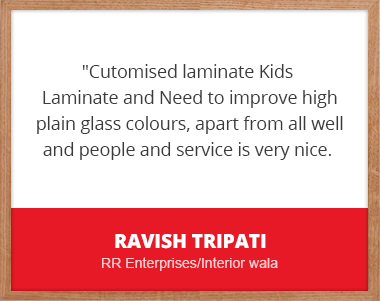 "Cutomised laminate Kids
Laminate and Need to improve high
plain glass colours, apart from all well
and people and service is very nice.
RAVISH TRIPATI
RR Enterprises/Interior wala